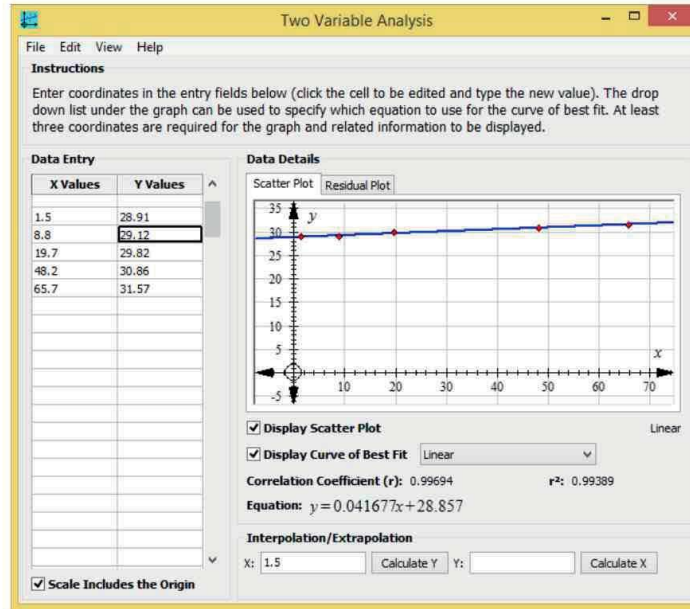 Two Variable Analysis
File Edit View Help
Instructions
Enter coordinates in the entry fields below (click the cell to be edited and type the new value). The drop
down list under the graph can be used to specify which equation to use for the curve of best fit. At least
three coordinates are required for the graph and related information to be displayed.
Data Entry
X Values Y Values
1.5 28.91
8.8 29.12
19.7 29.82
48.2 30.86
65.7 31.57
Scale Includes the Origin
Data Details
Scatter Plot Residual Plot
35 y
30
25
20
15
10
5 x
-5 10 20 30 40 50 60 70
Display Scatter Plot Linear
Display Curve of Best Fit Linear
Correlation Coefficient (r): 0.99694 r²: 0.99389
Equation: y=0.041677x+28.857
Interpolation/Extrapolation
X: 1.5 Calculate Y Y: Calculate X